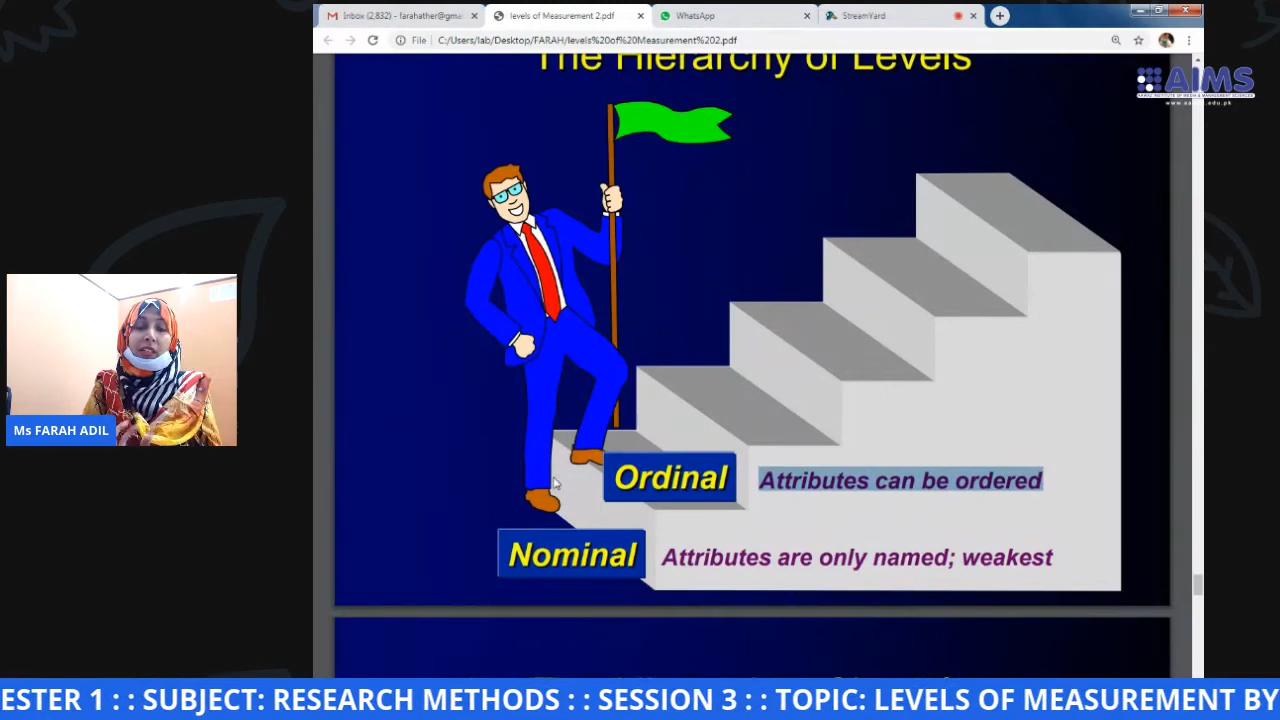 Inbox (2,832) - farahather@gma
levels of Measurement 2.pdf
WhatsApp
StreamYard
File
C:/Users/lab/Desktop/FARAH/levels%20of%20Measurement%202.pdf
AIMS
The Hierarchy of Levels
Ms FARAH ADIL
Ordinal
Attributes can be ordered
Nominal
Attributes are only named; weakest
ESTER 1 : : SUBJECT: RESEARCH METHODS : : SESSION 3 : : TOPIC: LEVELS OF MEASUREMENT BY